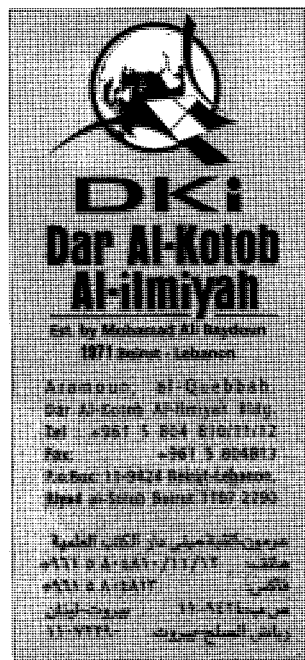 DKi
Dar Al-Kotob
Al-ilmiyah
Est. by Mohamad Ali Baydoun
1971 Beirut - Lebanon
Aramoun, al-Quebbah,
Dar Al-Kotob Al-ilmiyah Bldg.
Tel : +961 5 804 810/11/12
Fax: +961 5 804813
P.o.Box: 11-9424 Beirut-Lebanon,
Riyad al-Soloh Beirut 1107 2290
عرمون، القبة، مبنى دار الكتب العلمية
هاتف: +٩٦١ ٥ ٨٠٤٨١٠/١١/١٢
فاكس: +٩٦١ ٥ ٨٠٤٨١٣
ص.ب: ١١-٩٤٢٤ بيروت-لبنان
رياض الصلح-بيروت ١١٠٧٢٢٩٠